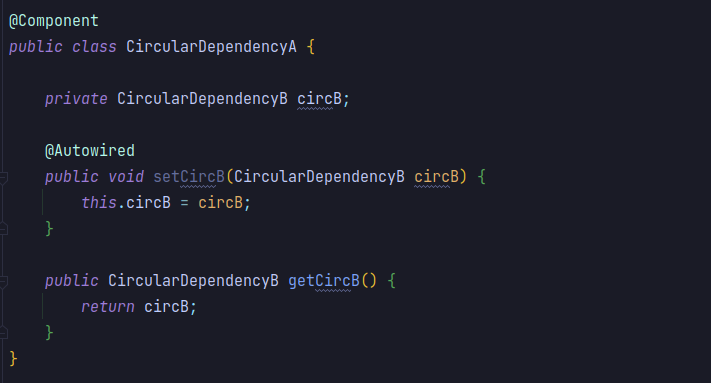 @Component
public class CircularDependencyA {
private CircularDependencyB circB;
@Autowired
public void setCircB(CircularDependencyB circB) {
this.circB = circB;
}
public CircularDependencyB getCircB() {
return circB;
}
}